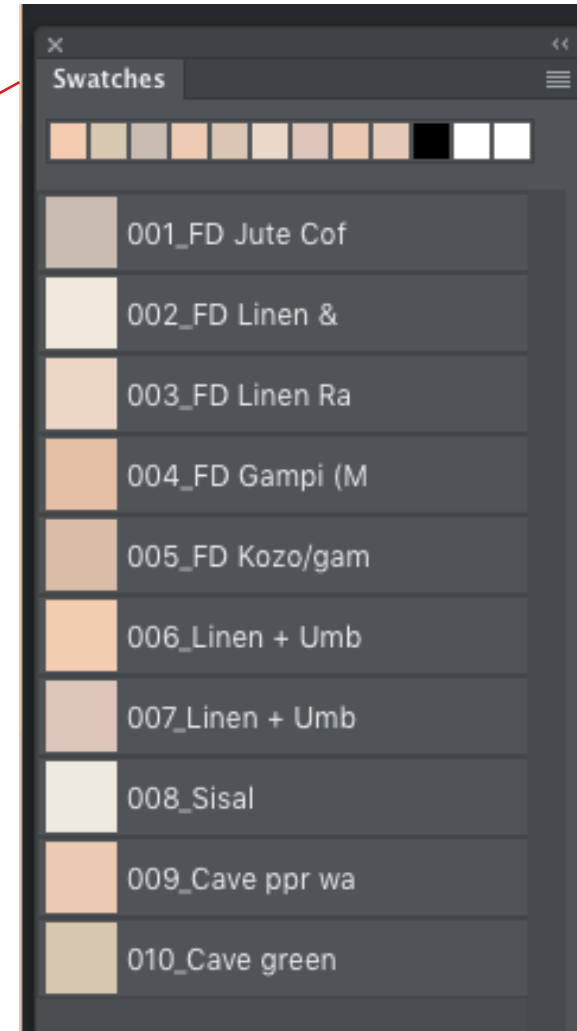 Swatches
001_FD Jute Cof
002_FD Linen &
003_FD Linen Ra
004_FD Gampi (M
005_FD Kozo/gam
006_Linen + Umb
007_Linen + Umb
008_Sisal
009_Cave ppr wa
010_Cave green